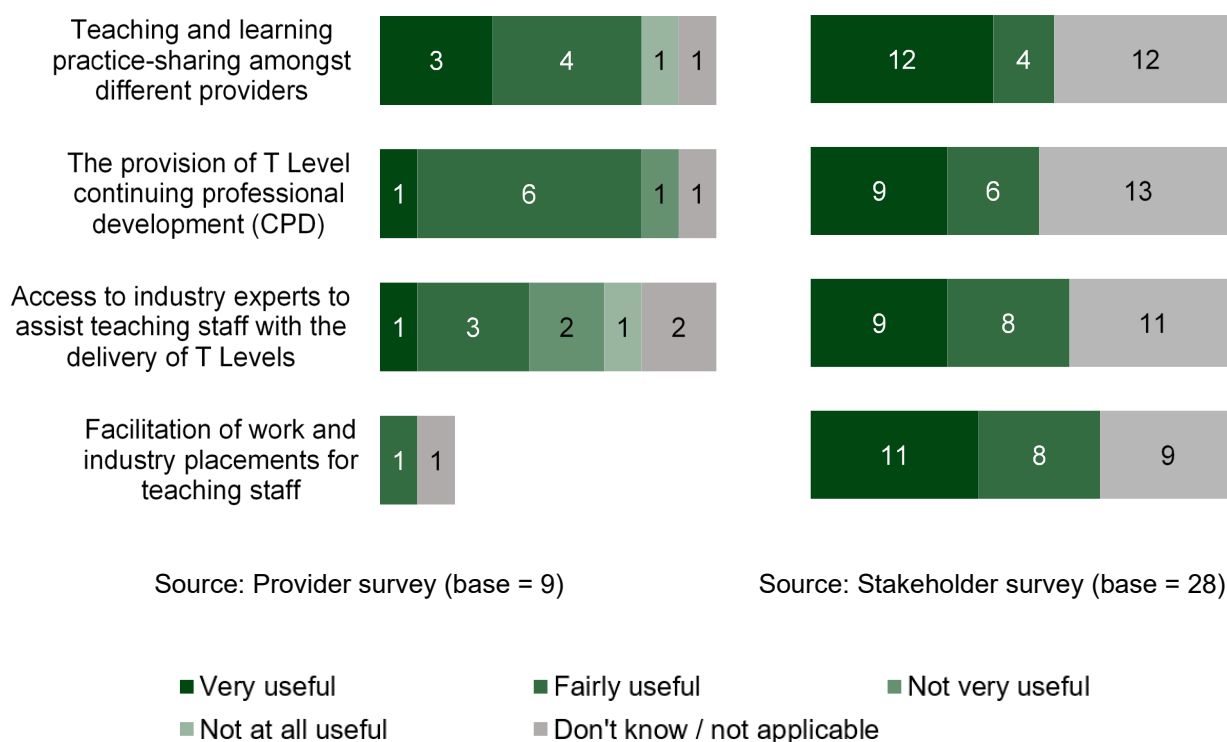 Teaching and learning
practice-sharing amongst
different providers
3 4 1 1
12 4 12
The provision of T Level
continuing professional
development (CPD)
1 6 1 1
9 6 13
Access to industry experts to
assist teaching staff with the
delivery of T Levels
1 3 2 1 2
9 8 11
Facilitation of work and
industry placements for
teaching staff
1 1
11 8 9
Source: Provider survey (base = 9)
Source: Stakeholder survey (base = 28)
Very useful
Fairly useful
Not very useful
Not at all useful
Don't know / not applicable